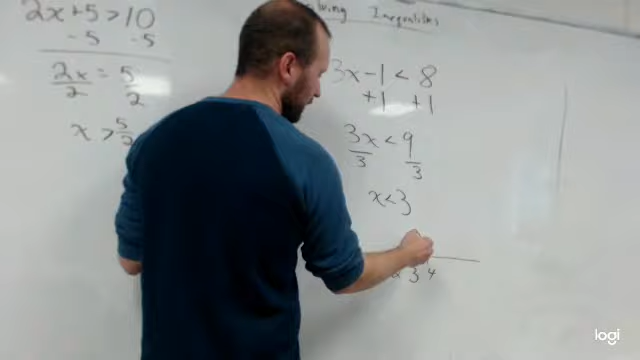 Inequalities
2x+5>10
-5 -5
2x = 5
2 2
x > 5
2
3x-1 < 8
+1 +1
3x < 9
3 3
x<3
3 4
logi